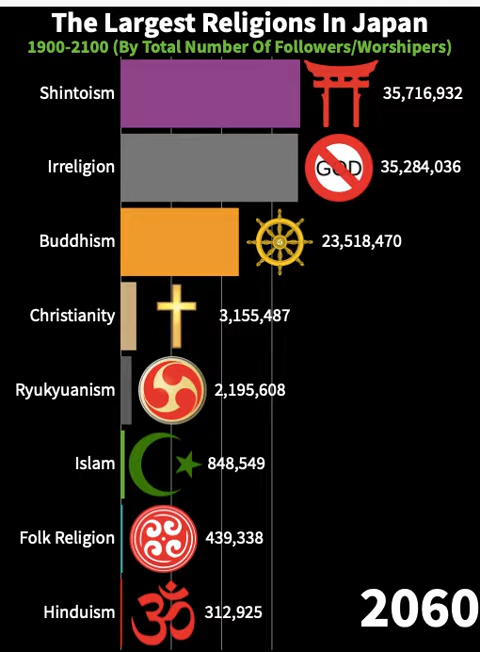 The Largest Religions In Japan
1900-2100 (By Total Number Of Followers/Worshipers)
Shintoism 35,716,932
Irreligion GOD 35,284,036
Buddhism 23,518,470
Christianity 3,155,487
Ryukyuanism 2,195,608
Islam 848,549
Folk Religion 439,338
Hinduism ॐ 312,925
2060